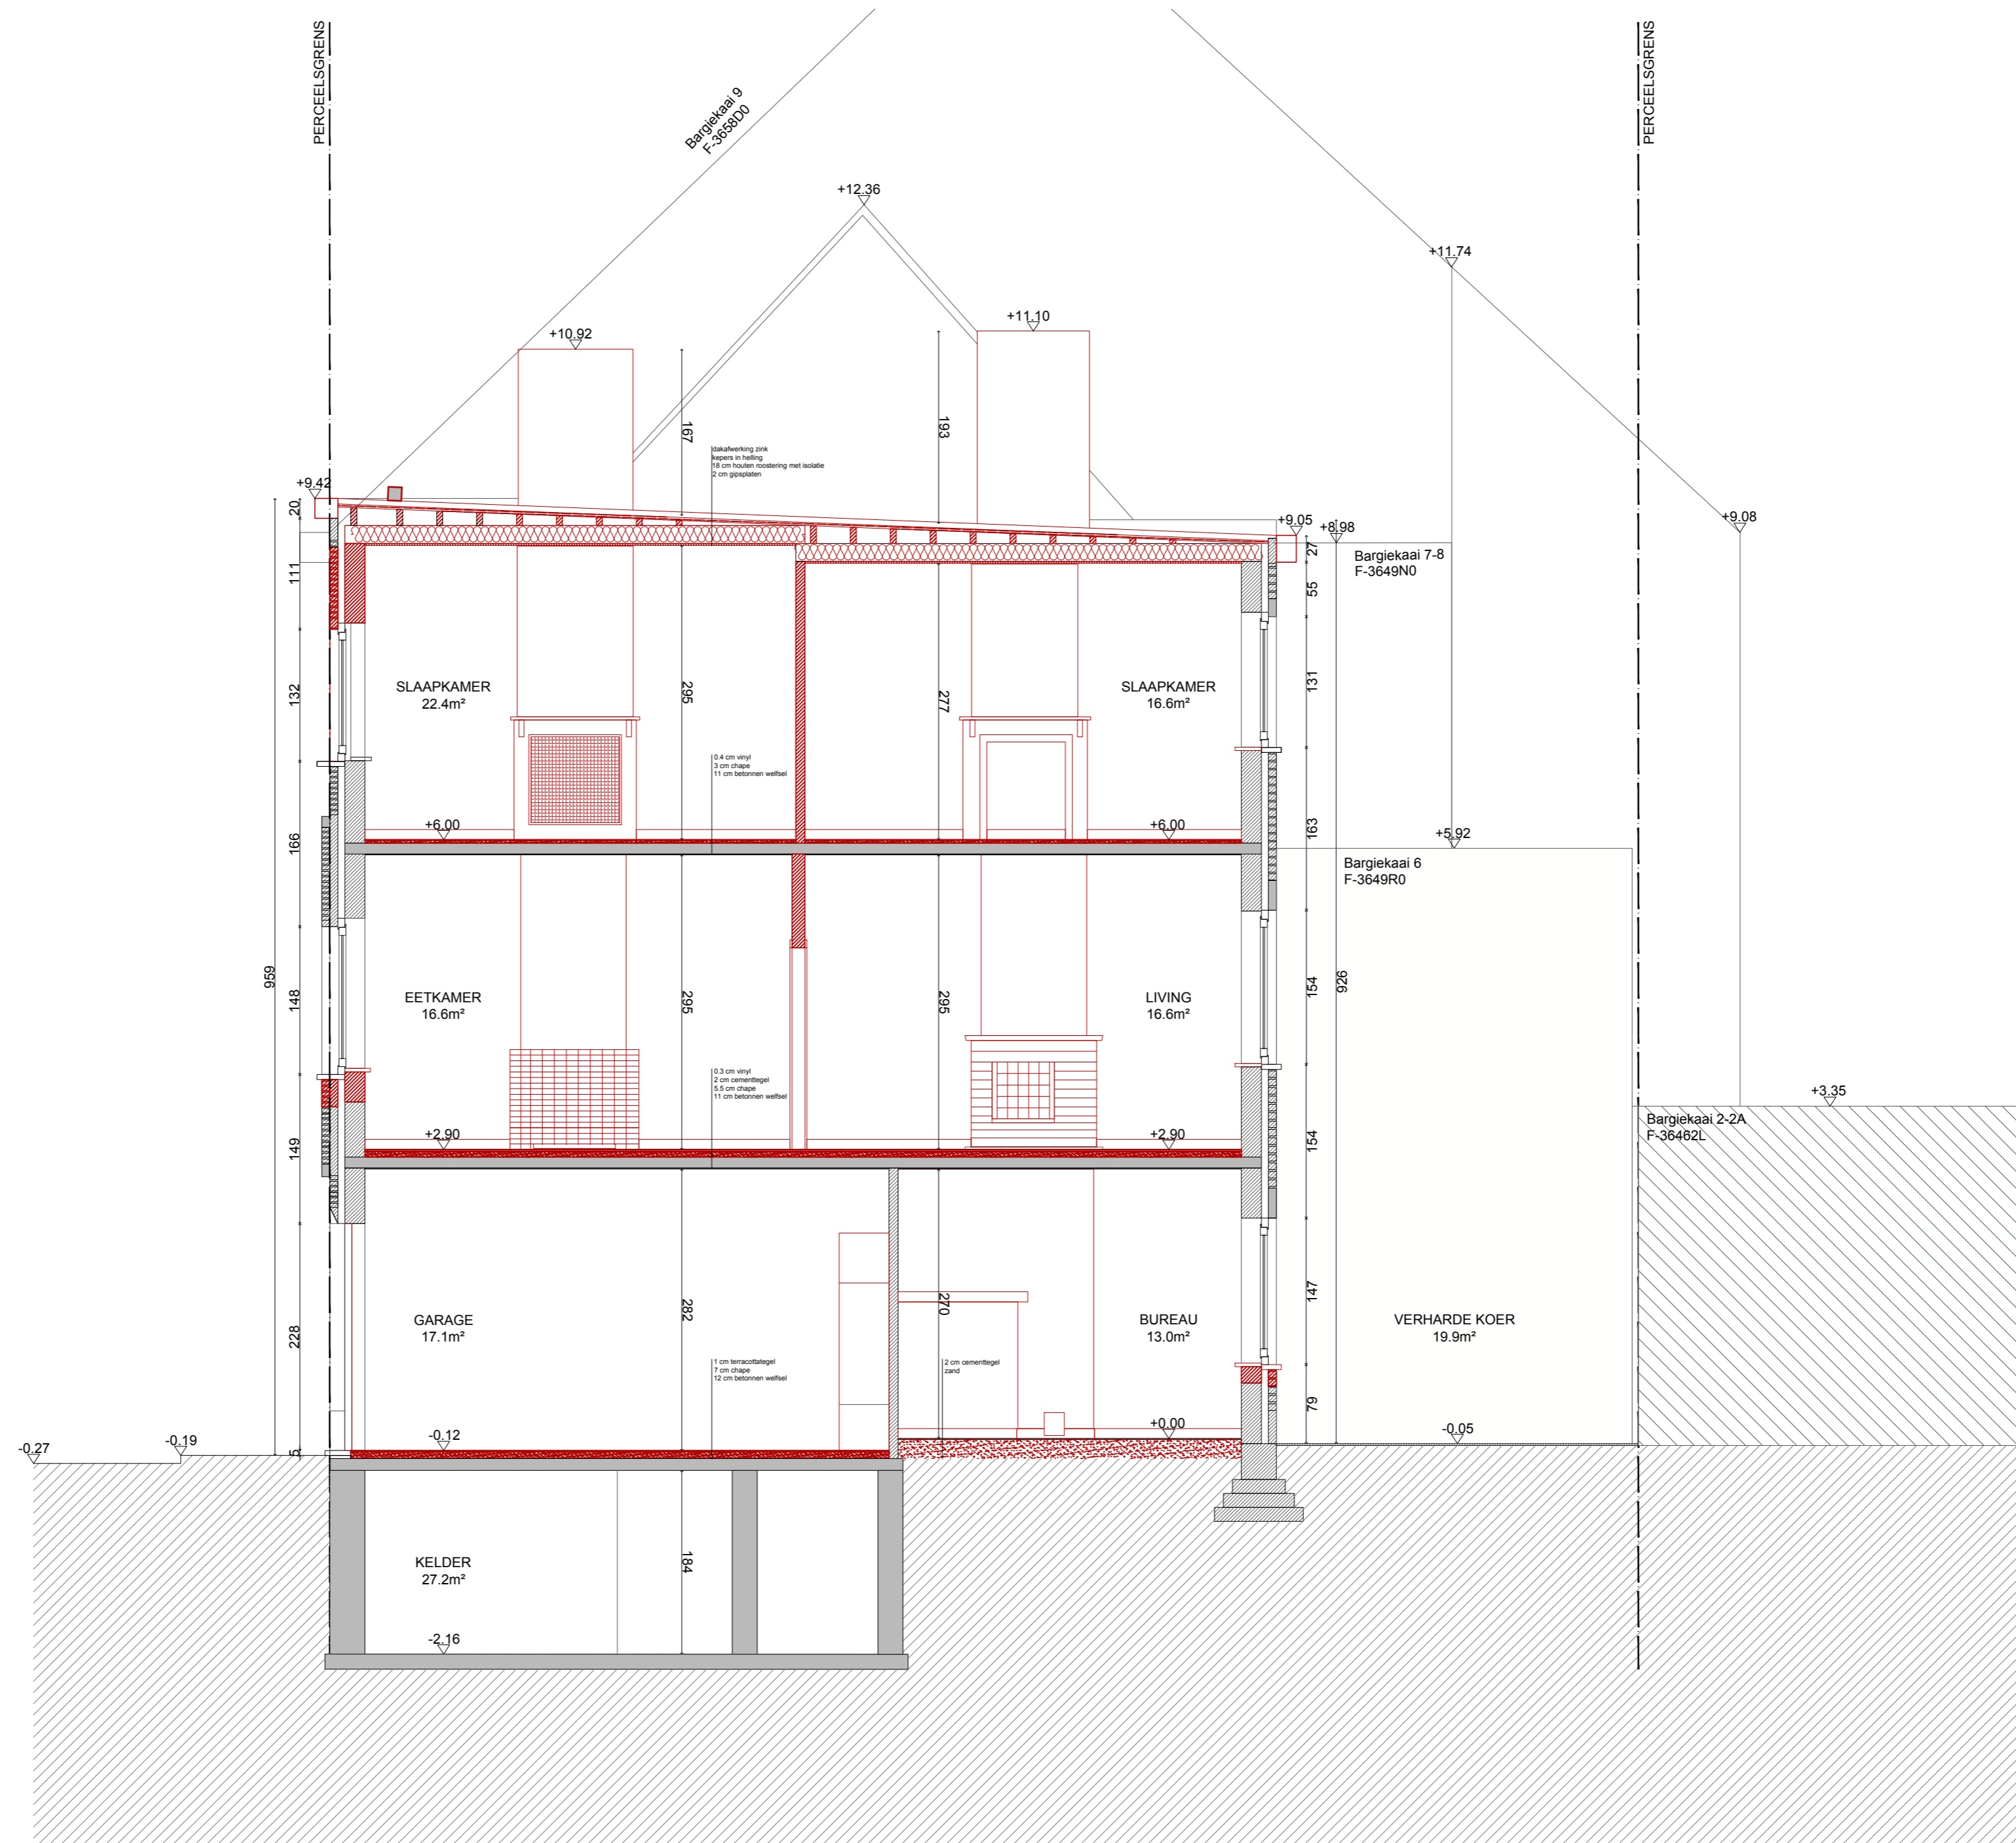 PERCEELSGRENS
PERCEELSGRENS
Bargiekaai 9
F-3658D0
+12.36
+11.74
+11.10
+10.92
167
193
dakafwerking zink
kepers in helling
18 cm houten roostering met isolatie
2 cm gipsplaten
+9.42
20
+9.05
+8.98
+9.08
27
Bargiekaai 7-8
F-3649N0
111
55
SLAAPKAMER
22.4m²
SLAAPKAMER
16.6m²
132
295
277
131
0.4 cm vinyl
3 cm chape
11 cm betonnen welfsel
+6.00
+6.00
166
163
+5.92
Bargiekaai 6
F-3649R0
959
148
EETKAMER
16.6m²
295
295
LIVING
16.6m²
154
926
0.3 cm vinyl
2 cm cementtegel
5.5 cm chape
11 cm betonnen welfsel
+3.35
Bargiekaai 2-2A
F-36462L
+2.90
+2.90
149
154
228
GARAGE
17.1m²
282
270
BUREAU
13.0m²
147
VERHARDE KOER
19.9m²
1 cm terracottategel
7 cm chape
12 cm betonnen welfsel
2 cm cementtegel
zand
79
-0.27
-0.19
5
-0.12
+0.00
-0.05
KELDER
27.2m²
184
-2.16